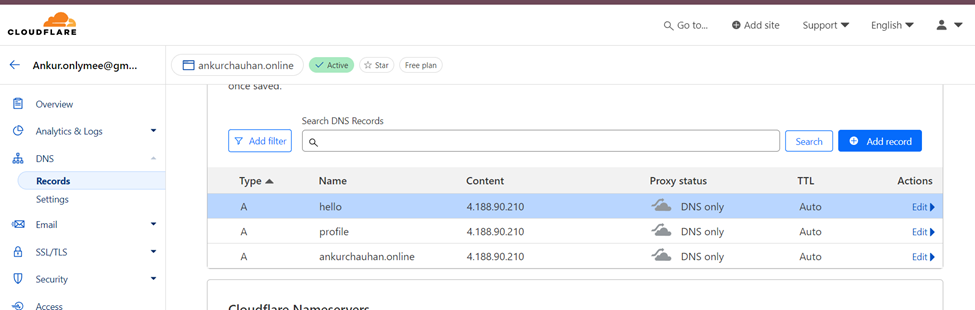 CLOUDFLARE
Go to...
Add site
Support
English
Ankur.onlymee@gm...
ankurchauhan.online
Active
Star
Free plan
Overview
Analytics & Logs
DNS
Records
Settings
Email
SSL/TLS
Security
Access
once saved.
Search DNS Records
Add filter
Search
Add record
Type Name Content Proxy status TTL Actions
A hello 4.188.90.210 DNS only Auto Edit
A profile 4.188.90.210 DNS only Auto Edit
A ankurchauhan.online 4.188.90.210 DNS only Auto Edit
Cloudflare Nameservers